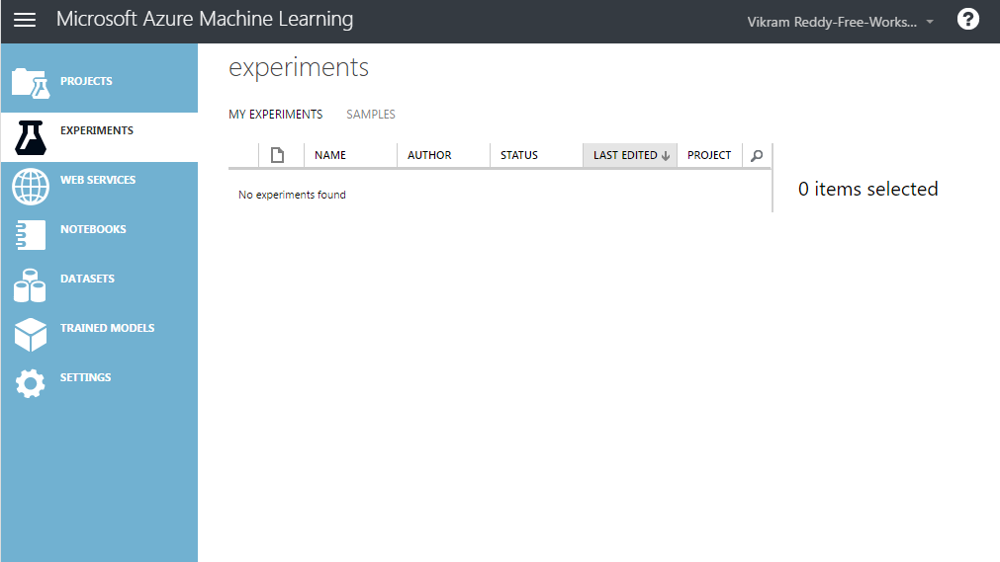 Microsoft Azure Machine Learning
Vikram Reddy-Free-Works...
?
PROJECTS
EXPERIMENTS
WEB SERVICES
NOTEBOOKS
DATASETS
TRAINED MODELS
SETTINGS
experiments
MY EXPERIMENTS SAMPLES
NAME AUTHOR STATUS LAST EDITED ↓ PROJECT
No experiments found
0 items selected